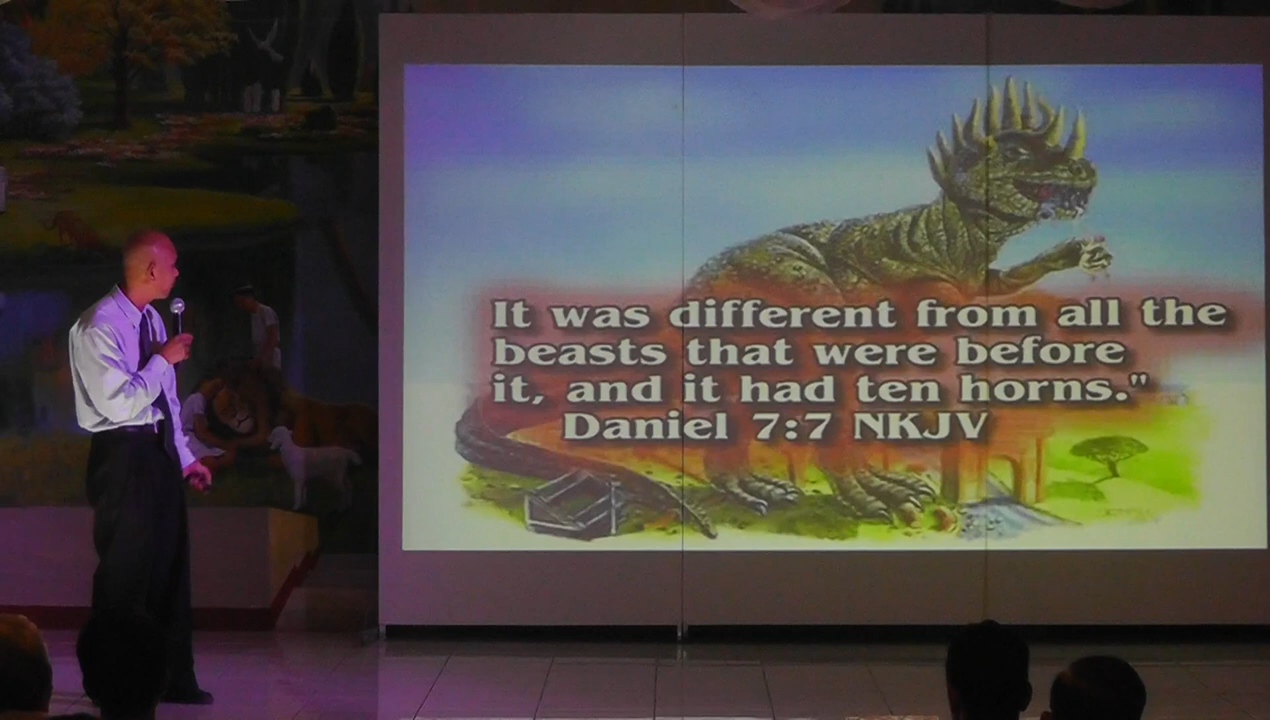 It was different from all the
beasts that were before
it, and it had ten horns."
Daniel 7:7 NKJV